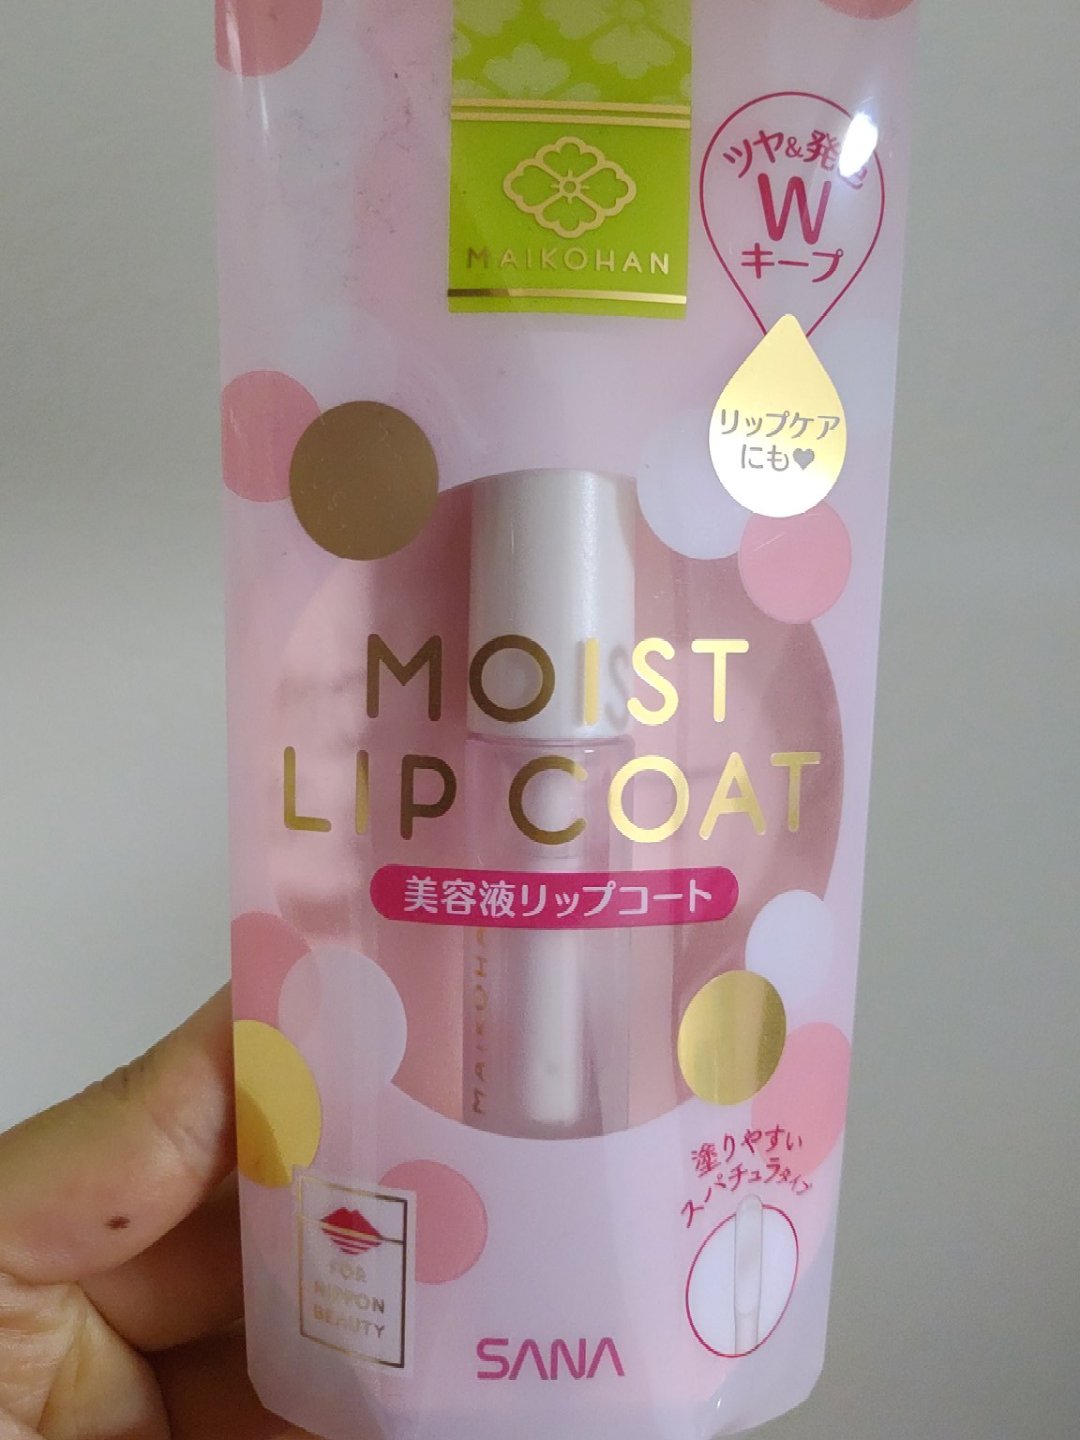 MAIKOHAN
ツヤ&発色
W
キープ
リップケア
にも♥
MOIST
LIP COAT
美容液リップコート
MAIKOHAN
塗りやすい
スパチュラタイプ
FOR
NIPPON
BEAUTY
SANA